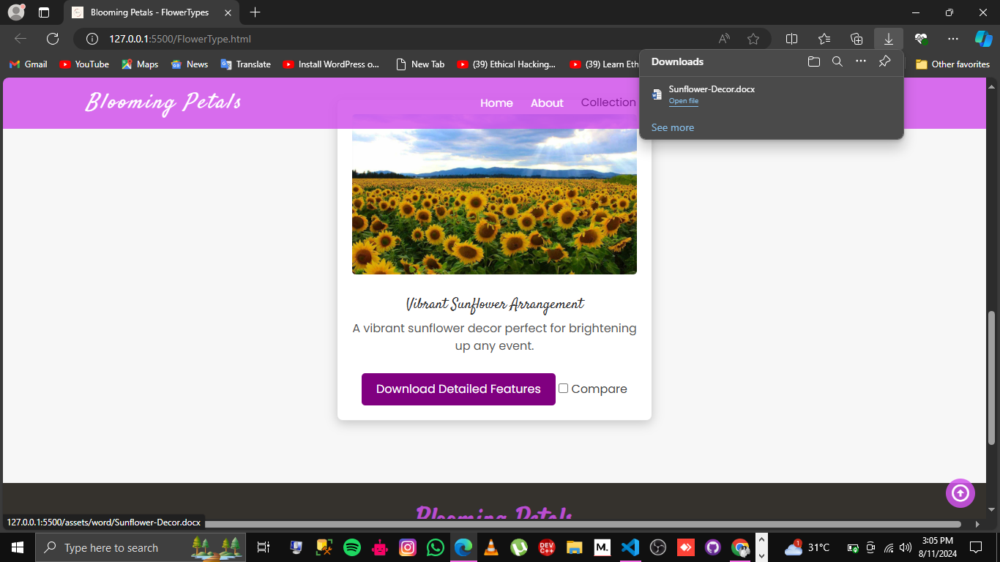 Blooming Petals - FlowerTypes
127.0.0.1:5500/FlowerType.html
Gmail
YouTube
Maps
News
Translate
Install WordPress o...
New Tab
(39) Ethical Hacking...
(39) Learn Eth
Other favorites
Downloads
Sunflower-Decor.docx
Open file
See more
Blooming Petals
Home
About
Collection
Vibrant Sunflower Arrangement
A vibrant sunflower decor perfect for brightening
up any event.
Download Detailed Features
Compare
Blooming Petals
127.0.0.1:5500/assets/word/Sunflower-Decor.docx
Type here to search
DEV
C++
M.
1
31°C
3:05 PM
8/11/2024